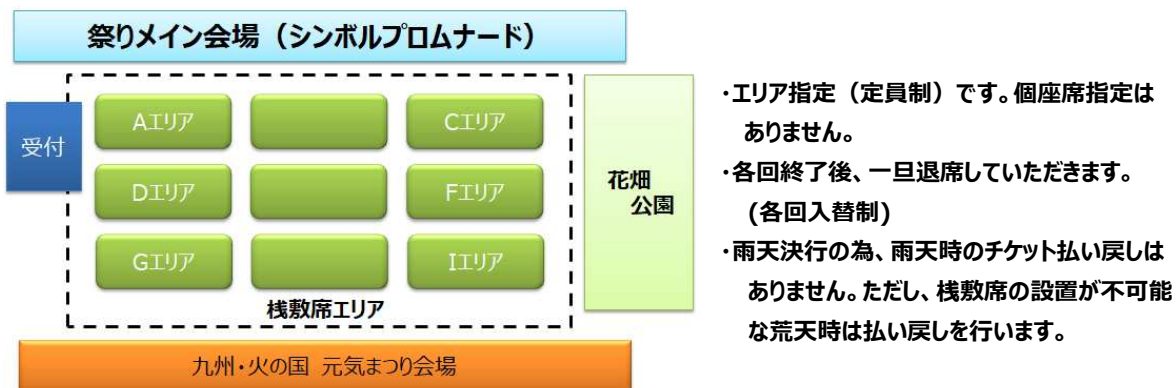 祭りメイン会場（シンボルプロムナード）
受付
Aエリア
Cエリア
Dエリア
Fエリア
Gエリア
Iエリア
桟敷席エリア
花畑
公園
九州・火の国 元気まつり会場
・エリア指定（定員制）です。個座席指定は
ありません。
・各回終了後、一旦退席していただきます。
(各回入替制)
・雨天決行の為、雨天時のチケット払い戻しは
ありません。ただし、桟敷席の設置が不可能
な荒天時は払い戻しを行います。